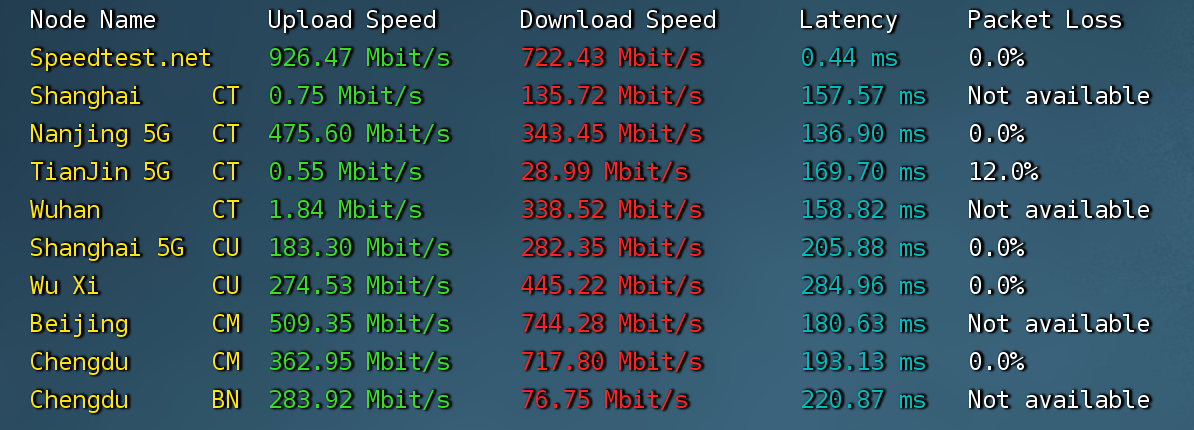 Node Name Upload Speed Download Speed Latency Packet Loss
Speedtest.net 926.47 Mbit/s 722.43 Mbit/s 0.44 ms 0.0%
Shanghai CT 0.75 Mbit/s 135.72 Mbit/s 157.57 ms Not available
Nanjing 5G CT 475.60 Mbit/s 343.45 Mbit/s 136.90 ms 0.0%
TianJin 5G CT 0.55 Mbit/s 28.99 Mbit/s 169.70 ms 12.0%
Wuhan CT 1.84 Mbit/s 338.52 Mbit/s 158.82 ms Not available
Shanghai 5G CU 183.30 Mbit/s 282.35 Mbit/s 205.88 ms 0.0%
Wu Xi CU 274.53 Mbit/s 445.22 Mbit/s 284.96 ms 0.0%
Beijing CM 509.35 Mbit/s 744.28 Mbit/s 180.63 ms Not available
Chengdu CM 362.95 Mbit/s 717.80 Mbit/s 193.13 ms 0.0%
Chengdu BN 283.92 Mbit/s 76.75 Mbit/s 220.87 ms Not available